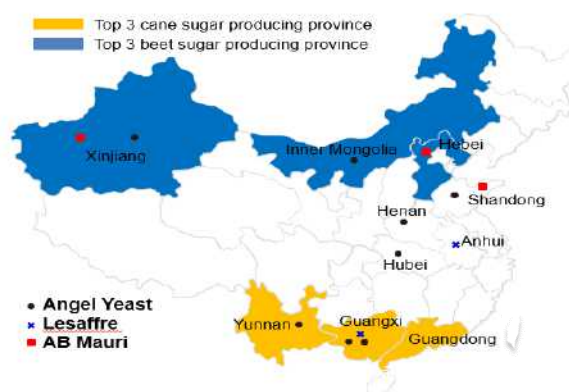 Top 3 cane sugar producing province
Top 3 beet sugar producing province
Hebei
Xinjiang
Inner Mongolia
Shandong
Henan
Anhui
Hubei
Angel Yeast
Lesaffre
AB Mauri
Yunnan
Guangxi
Guangdong